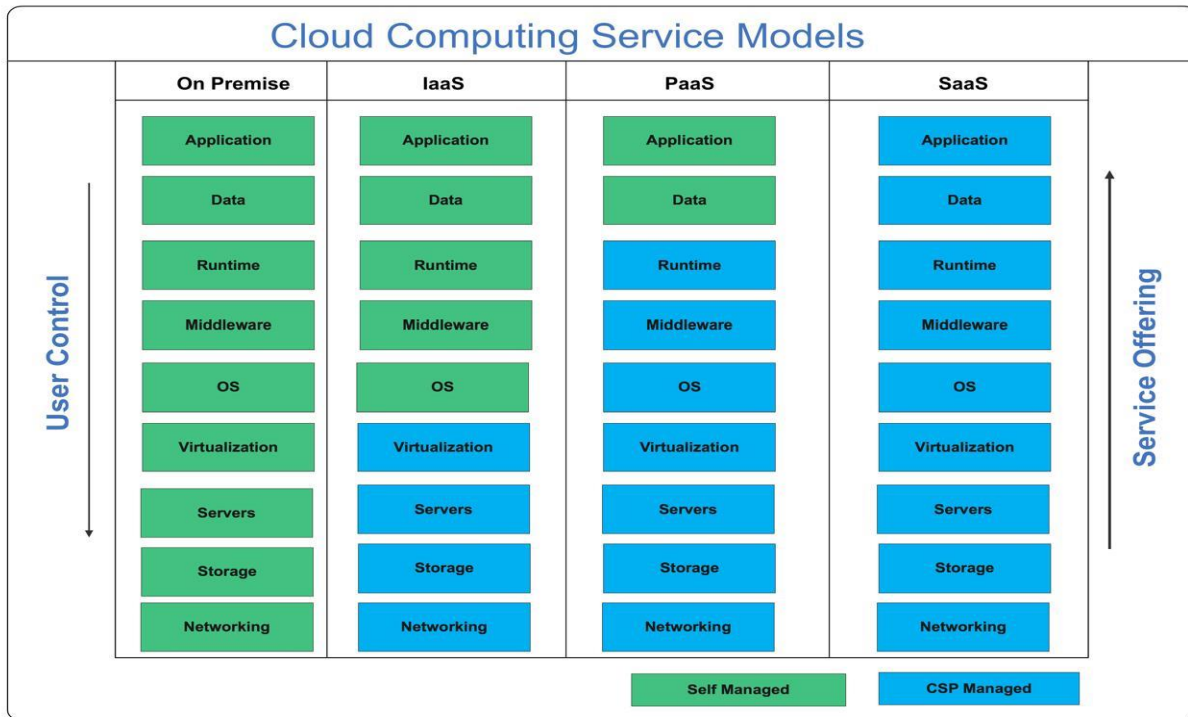 Cloud Computing Service Models
On Premise IaaS PaaS SaaS
Application Application Application Application
Data Data Data Data
Runtime Runtime Runtime Runtime
Middleware Middleware Middleware Middleware
OS OS OS OS
Virtualization Virtualization Virtualization Virtualization
Servers Servers Servers Servers
Storage Storage Storage Storage
Networking Networking Networking Networking
User Control
Service Offering
Self Managed CSP Managed